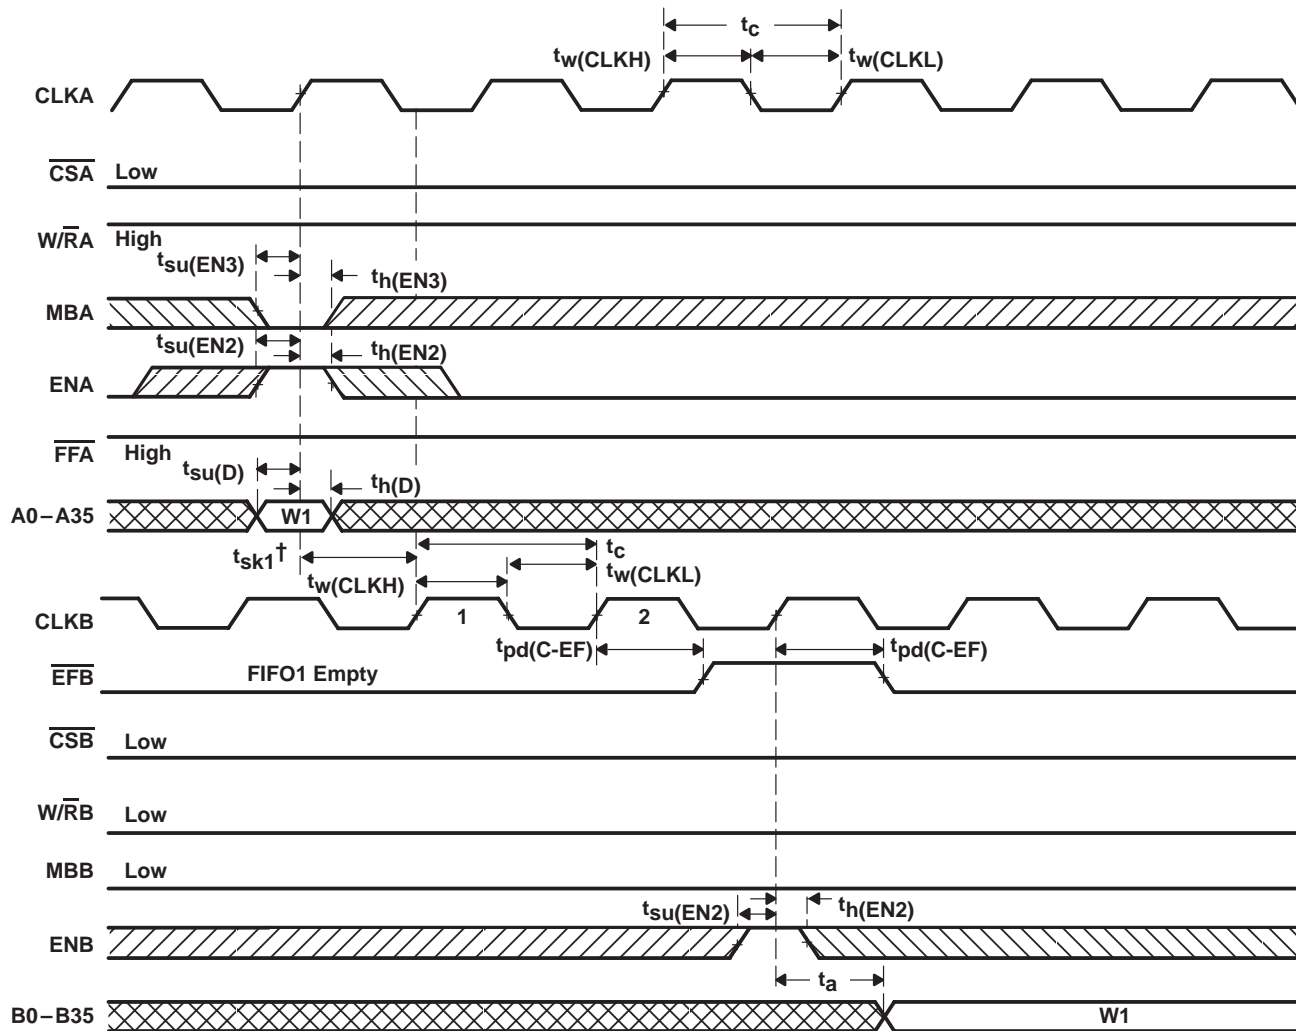 tc
tw(CLKH) tw(CLKL)
CLKA
CSA Low
W/RA High
tsu(EN3) th(EN3)
MBA
tsu(EN2) th(EN2)
ENA
FFA High
tsu(D) th(D)
A0–A35 W1
tsk1† tc
tw(CLKH) tw(CLKL)
CLKB 1 2
tpd(C-EF) tpd(C-EF)
EFB FIFO1 Empty
CSB Low
W/RB Low
MBB Low
tsu(EN2) th(EN2)
ENB
ta
B0–B35 W1